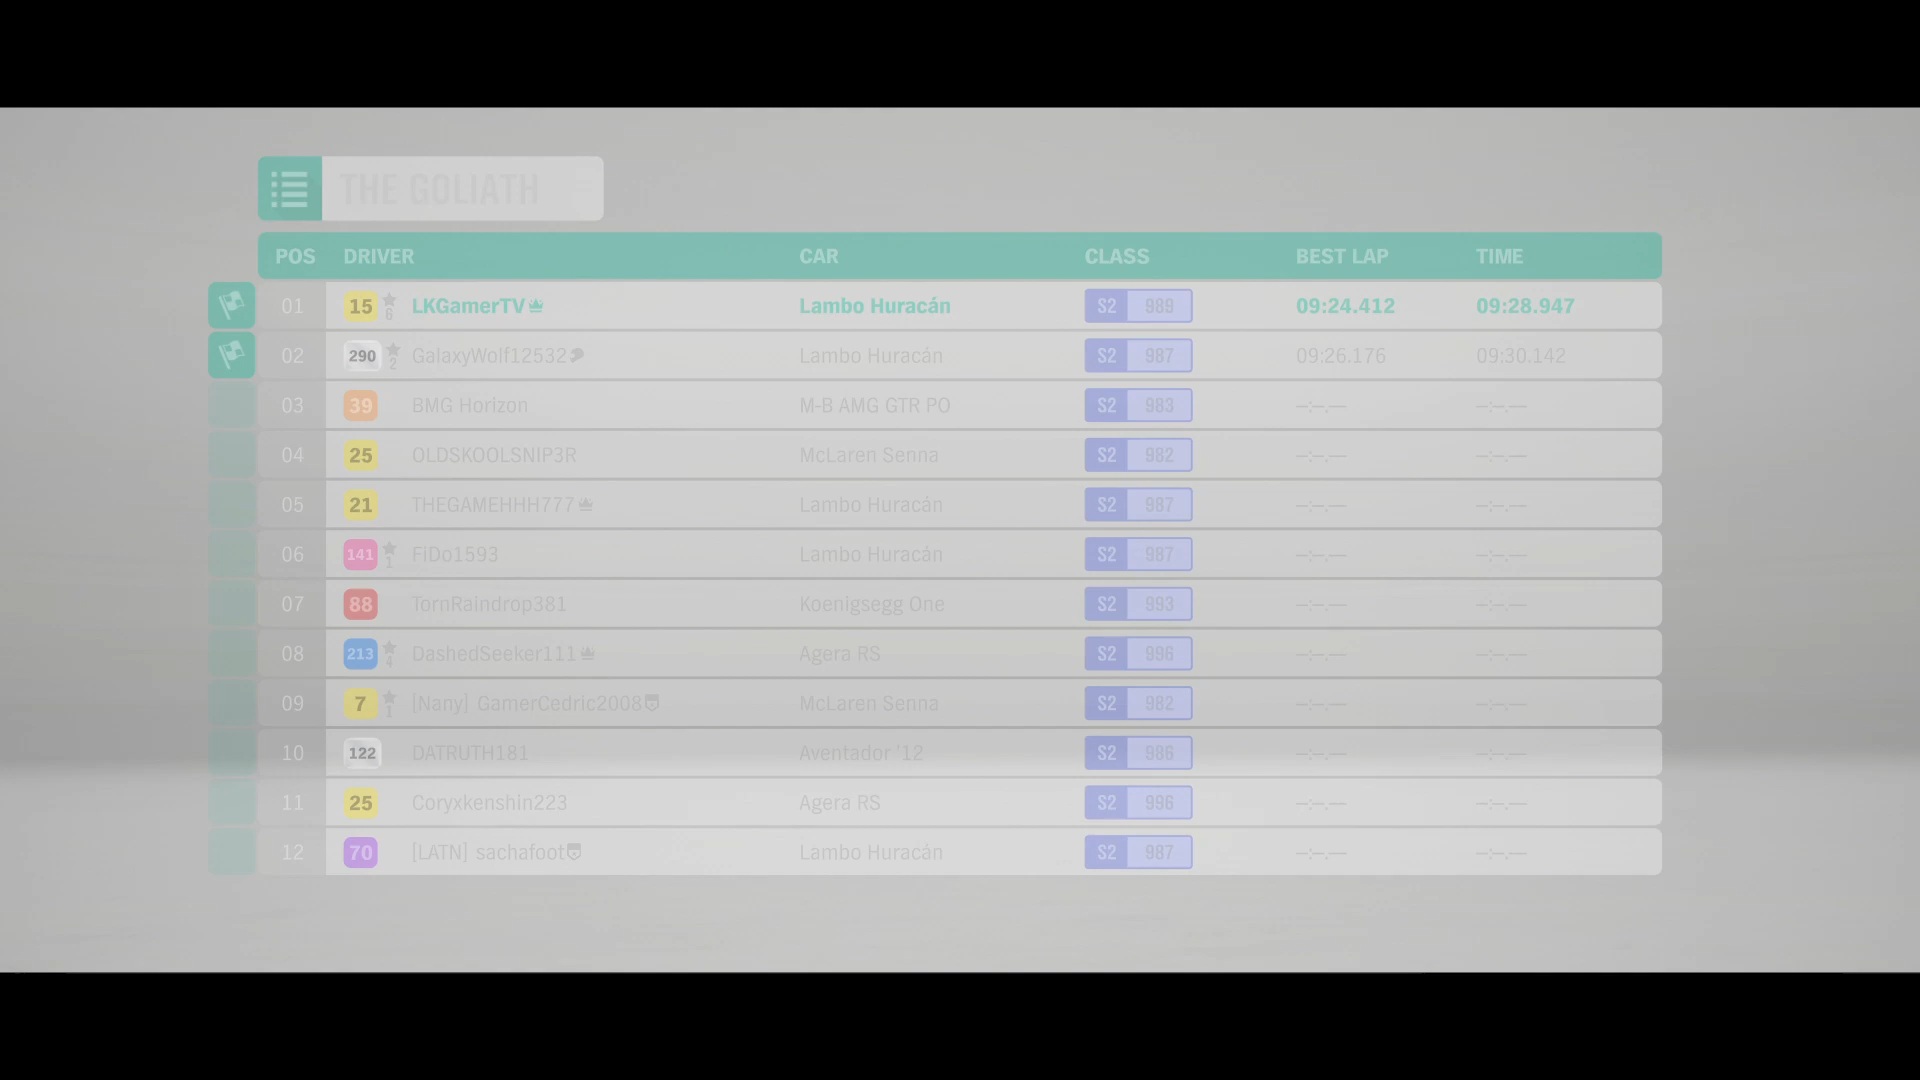 THE GOLIATH
POS DRIVER CAR CLASS BEST LAP TIME
01 15 6 LKGamerTV Lambo Huracán S2 989 09:24.412 09:28.947
02 290 2 GalaxyWolf12532 Lambo Huracán S2 987 09:26.176 09:30.142
03 39 BMG Horizon M-B AMG GTR PO S2 983 --:--.--- --:--.---
04 25 OLDSKOOLSNIP3R McLaren Senna S2 982 --:--.--- --:--.---
05 21 THEGAMEHHH777 Lambo Huracán S2 987 --:--.--- --:--.---
06 141 1 FiDo1593 Lambo Huracán S2 987 --:--.--- --:--.---
07 88 TornRaindrop381 Koenigsegg One S2 993 --:--.--- --:--.---
08 213 4 DashedSeeker111 Agera RS S2 996 --:--.--- --:--.---
09 7 1 [Nany] GamerCedric2008 McLaren Senna S2 982 --:--.--- --:--.---
10 122 DATRUTH181 Aventador '12 S2 986 --:--.--- --:--.---
11 25 Coryxkenshin223 Agera RS S2 996 --:--.--- --:--.---
12 70 [LATN] sachafoot Lambo Huracán S2 987 --:--.--- --:--.---